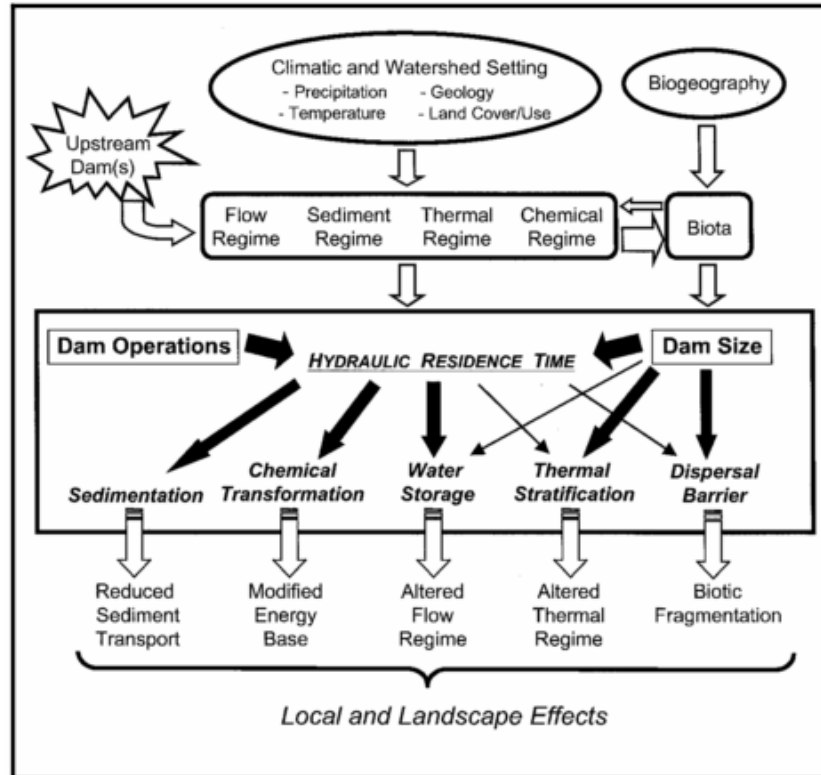 Climatic and Watershed Setting
- Precipitation - Geology
- Temperature - Land Cover/Use
Biogeography
Upstream
Dam(s)
Flow Regime
Sediment Regime
Thermal Regime
Chemical Regime
Biota
Dam Operations
Dam Size
HYDRAULIC RESIDENCE TIME
Sedimentation
Chemical
Transformation
Water
Storage
Thermal
Stratification
Dispersal
Barrier
Reduced
Sediment
Transport
Modified
Energy
Base
Altered
Flow
Regime
Altered
Thermal
Regime
Biotic
Fragmentation
Local and Landscape Effects